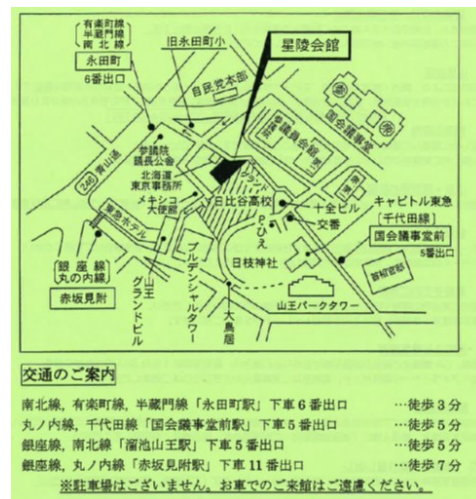 有楽町線
半蔵門線
南北線
永田町
6番出口
旧永田町小
星陵会館
自民党本部
国会議事堂
衆
参
参議院
議長公舎
北海道
東京事務所
メキシコ
大使館
青山通
246
東急ホテル
参議院
議員会館
グランド
日比谷高校
十全ビル
交番
キャピトル東急
(千代田線)
国会議事堂前
5番出口
首相官邸
P
ひえ
日枝神社
山王パークタワー
大鳥居
プルデンシャルタワー
山王
グランドビル
銀座線
丸の内線
赤坂見附
交通のご案内
南北線, 有楽町線, 半蔵門線「永田町駅」下車6番出口 …徒歩3分
丸ノ内線, 千代田線「国会議事堂前駅」下車5番出口 …徒歩5分
銀座線, 南北線「溜池山王駅」下車5番出口 …徒歩5分
銀座線, 丸ノ内線「赤坂見附駅」下車11番出口 …徒歩7分
※駐車場はございません。お車でのご来館はご遠慮ください。